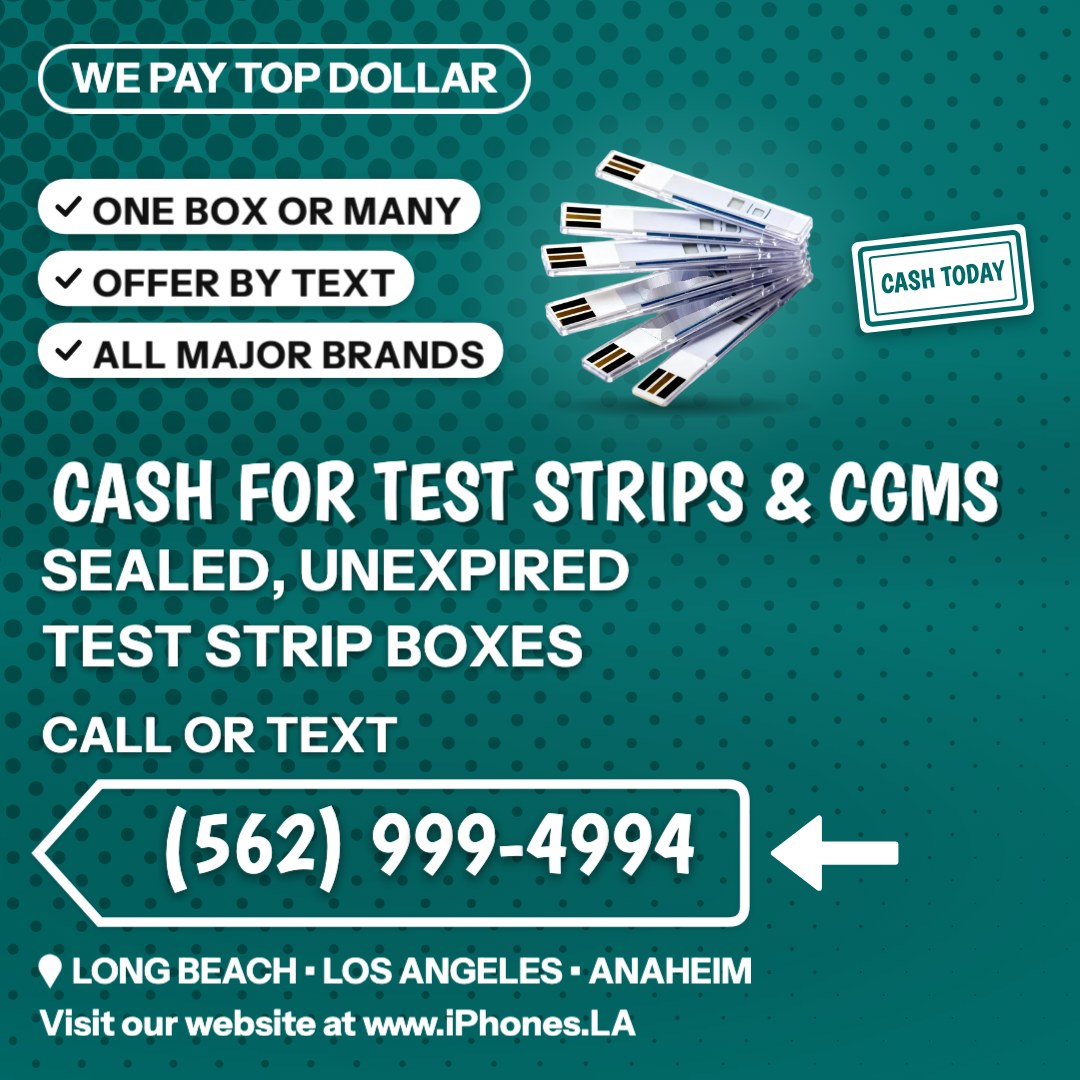 WE PAY TOP DOLLAR
ONE BOX OR MANY
OFFER BY TEXT
ALL MAJOR BRANDS
CASH TODAY
CASH FOR TEST STRIPS & CGMS
SEALED, UNEXPIRED
TEST STRIP BOXES
CALL OR TEXT
(562) 999-4994
LONG BEACH ▪ LOS ANGELES ▪ ANAHEIM
Visit our website at www.iPhones.LA